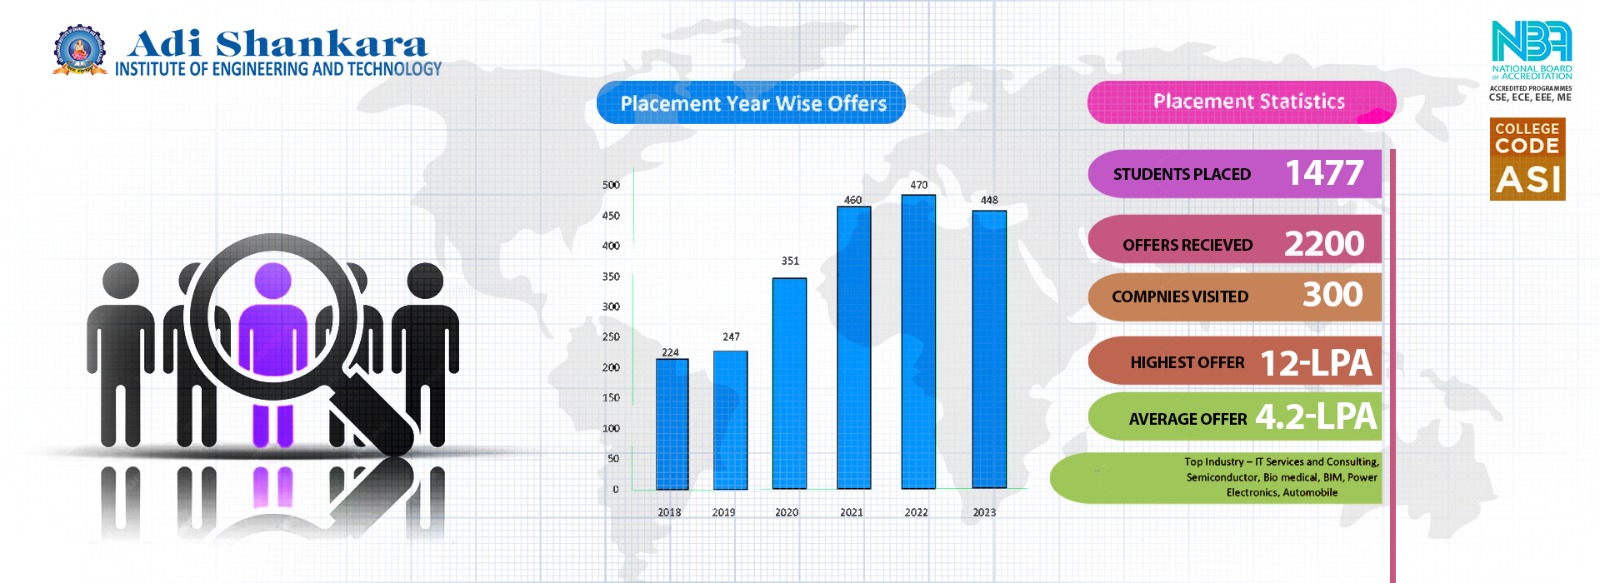 Adi Shankara
INSTITUTE OF ENGINEERING AND TECHNOLOGY
Placement Year Wise Offers
500
450
400
350
300
250
200
150
100
50
0
224
247
351
460
470
448
2018
2019
2020
2021
2022
2023
Placement Statistics
STUDENTS PLACED 1477
OFFERS RECIEVED 2200
COMPNIES VISITED 300
HIGHEST OFFER 12-LPA
AVERAGE OFFER 4.2-LPA
Top Industry – IT Services and Consulting,
Semiconductor, Bio medical, BIM, Power
Electronics, Automobile
NBA
NATIONAL BOARD
OF ACCREDITATION
ACCREDITED PROGRAMMES
CSE, ECE, EEE, ME
COLLEGE
CODE
ASI